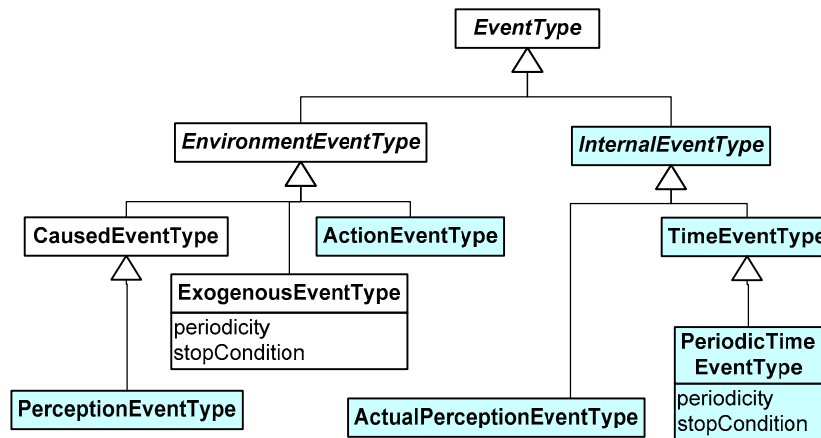 EventType
EnvironmentEventType
InternalEventType
CausedEventType
ActionEventType
TimeEventType
ExogenousEventType
periodicity
stopCondition
PeriodicTime
EventType
periodicity
stopCondition
PerceptionEventType
ActualPerceptionEventType